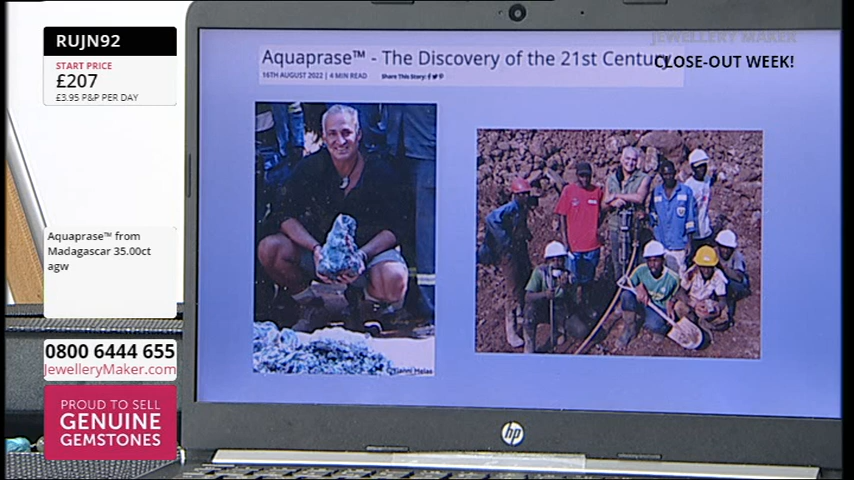 RUJN92
START PRICE
£207
£3.95 P&P PER DAY
Aquaprase™ from
Madagascar 35.00ct
agw
0800 6444 655
JewelleryMaker.com
PROUD TO SELL
GENUINE
GEMSTONES
JEWELLERY MAKER
CLOSE-OUT WEEK!
Aquaprase™ - The Discovery of the 21st Century
16TH AUGUST 2022 | 4 MIN READ Share This Story:
Yianni Melas
hp